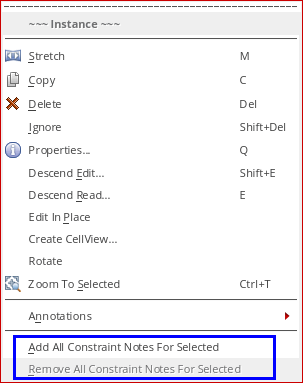 ~~~ Instance ~~~
Stretch M
Copy C
Delete Del
Ignore Shift+Del
Properties... Q
Descend Edit... Shift+E
Descend Read... E
Edit In Place
Create CellView...
Rotate
Zoom To Selected Ctrl+T
Annotations
Add All Constraint Notes For Selected
Remove All Constraint Notes For Selected